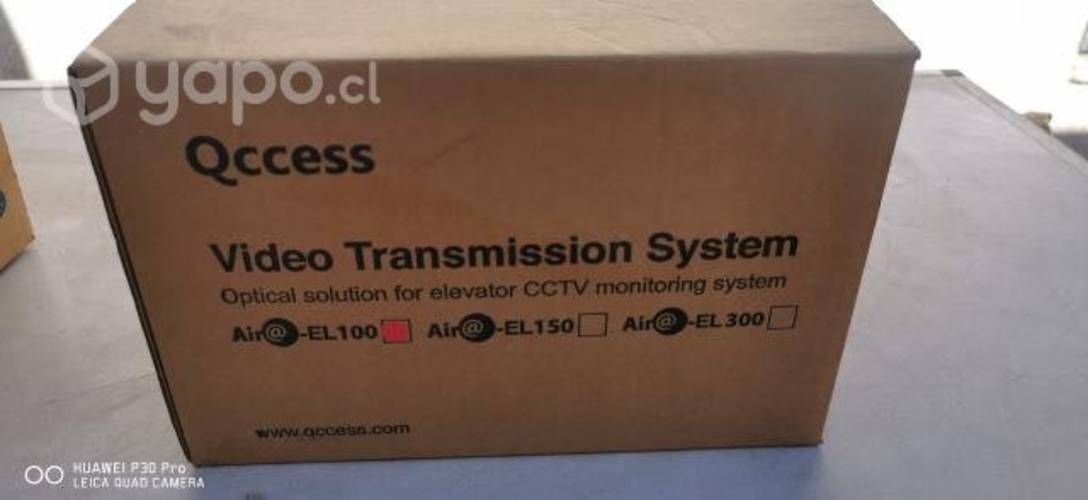 yapo.cl
Qccess
Video Transmission System
Optical solution for elevator CCTV monitoring system
Air@-EL100 Air@-EL150 Air@-EL300
www.qccess.com
HUAWEI P30 Pro
LEICA QUAD CAMERA